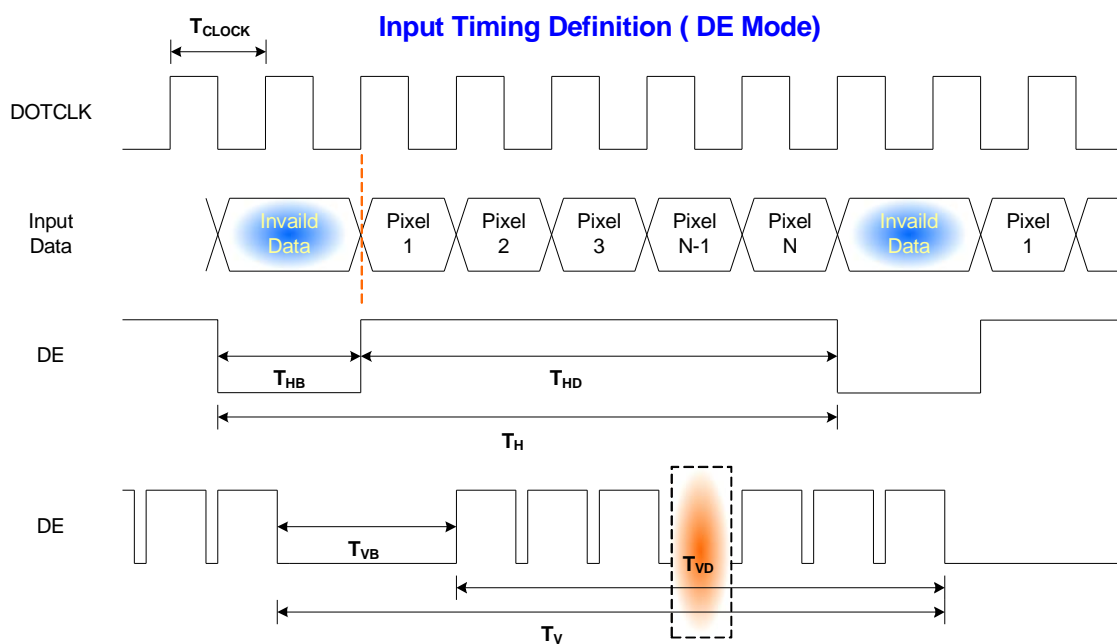 Input Timing Definition ( DE Mode)
TCLOCK
DOTCLK
Input
Data
Invaild
Data
Pixel
1
Pixel
2
Pixel
3
Pixel
N-1
Pixel
N
Invaild
Data
Pixel
1
DE
THB
THD
TH
DE
TVB
TVD
TV